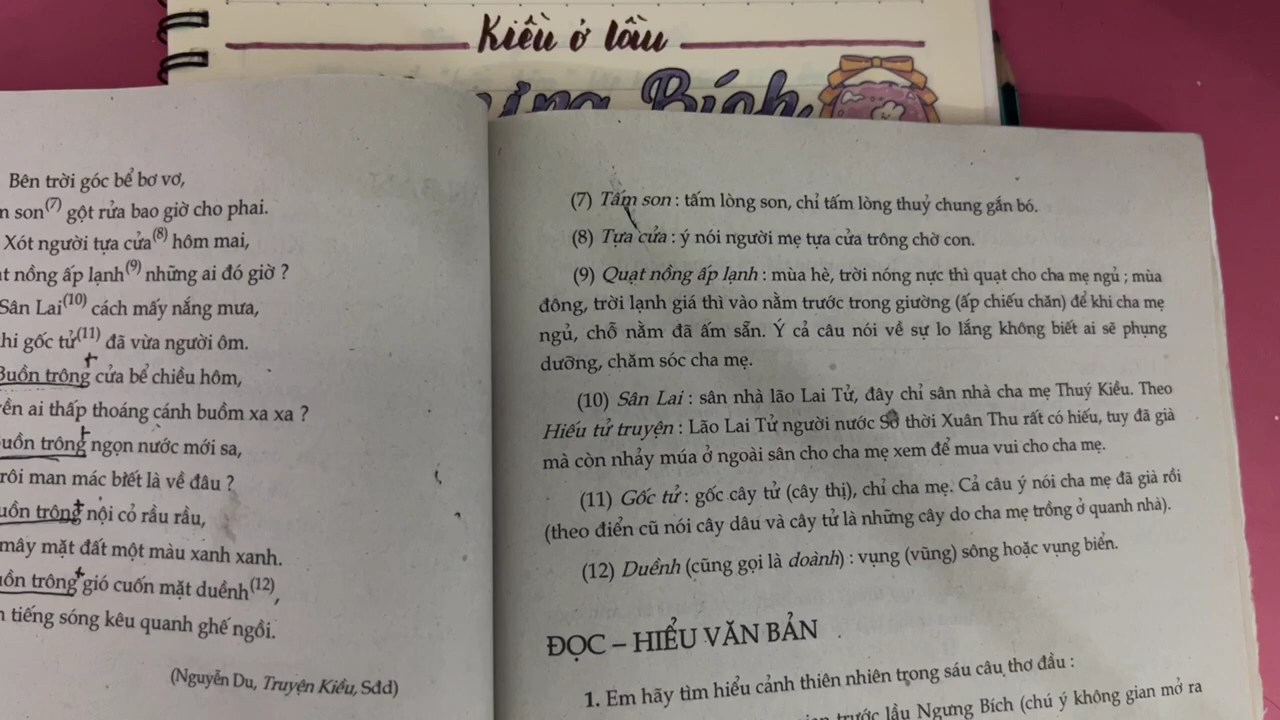 Kiều ở lầu
Bích
Bên trời góc bể bơ vơ,
son(7) gột rửa bao giờ cho phai.
Xót người tựa cửa(8) hôm mai,
nồng ấp lạnh(9) những ai đó giờ ?
Sân Lai(10) cách mấy nắng mưa,
gốc tử(11) đã vừa người ôm.
Buồn trông cửa bể chiều hôm,
ai thấp thoáng cánh buồm xa xa ?
trông ngọn nước mới sa,
trôi man mác biết là về đâu ?
trông nội cỏ rầu rầu,
mây mặt đất một màu xanh xanh.
trông gió cuốn mặt duềnh(12),
tiếng sóng kêu quanh ghế ngồi.
(Nguyễn Du, Truyện Kiều, Sđd)
(7) Tấm son : tấm lòng son, chỉ tấm lòng thuỷ chung gắn bó.
(8) Tựa cửa : ý nói người mẹ tựa cửa trông chờ con.
(9) Quạt nồng ấp lạnh : mùa hè, trời nóng nực thì quạt cho cha mẹ ngủ ; mùa
đông, trời lạnh giá thì vào nằm trước trong giường (ấp chiếu chăn) để khi cha mẹ
ngủ, chỗ nằm đã ấm sẵn. Ý cả câu nói về sự lo lắng không biết ai sẽ phụng
dưỡng, chăm sóc cha mẹ.
(10) Sân Lai : sân nhà lão Lai Tử, đây chỉ sân nhà cha mẹ Thuý Kiều. Theo
Hiếu tử truyện : Lão Lai Tử người nước Sở thời Xuân Thu rất có hiếu, tuy đã già
mà còn nhảy múa ở ngoài sân cho cha mẹ xem để mua vui cho cha mẹ.
(11) Gốc tử : gốc cây tử (cây thị), chỉ cha mẹ. Cả câu ý nói cha mẹ đã già rồi
(theo điển cũ nói cây dâu và cây tử là những cây do cha mẹ trồng ở quanh nhà).
(12) Duềnh (cũng gọi là doành) : vụng (vũng) sông hoặc vụng biển.
ĐỌC – HIỂU VĂN BẢN
1. Em hãy tìm hiểu cảnh thiên nhiên trong sáu câu thơ đầu :
trước lầu Ngưng Bích (chú ý không gian mở ra